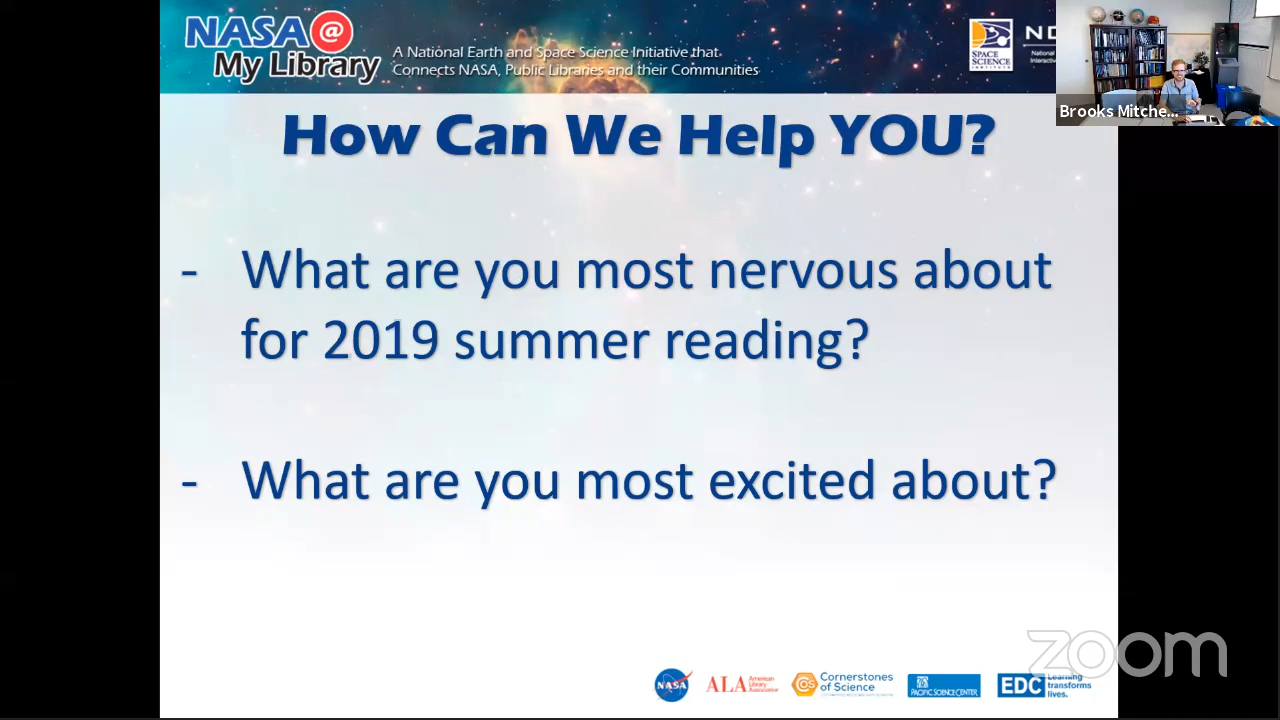 NASA@
My Library
A National Earth and Space Science Initiative that
Connects NASA, Public Libraries and their Communities
SPACE
SCIENCE
INSTITUTE
National
Brooks Mitche...
How Can We Help YOU?
- What are you most nervous about
for 2019 summer reading?
- What are you most excited about?
zoom
NASA
ALA American
Library
Association
COS
Cornerstones
of Science
PACIFIC SCIENCE CENTER
EDC Learning
transforms
lives.